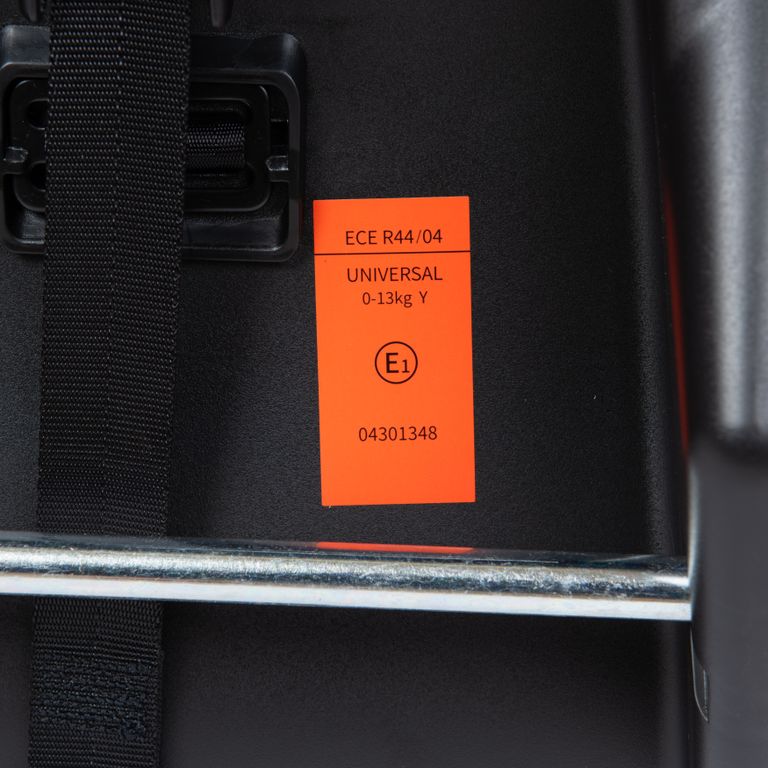 ECE R44/04
UNIVERSAL
0-13kg Y
E1
04301348